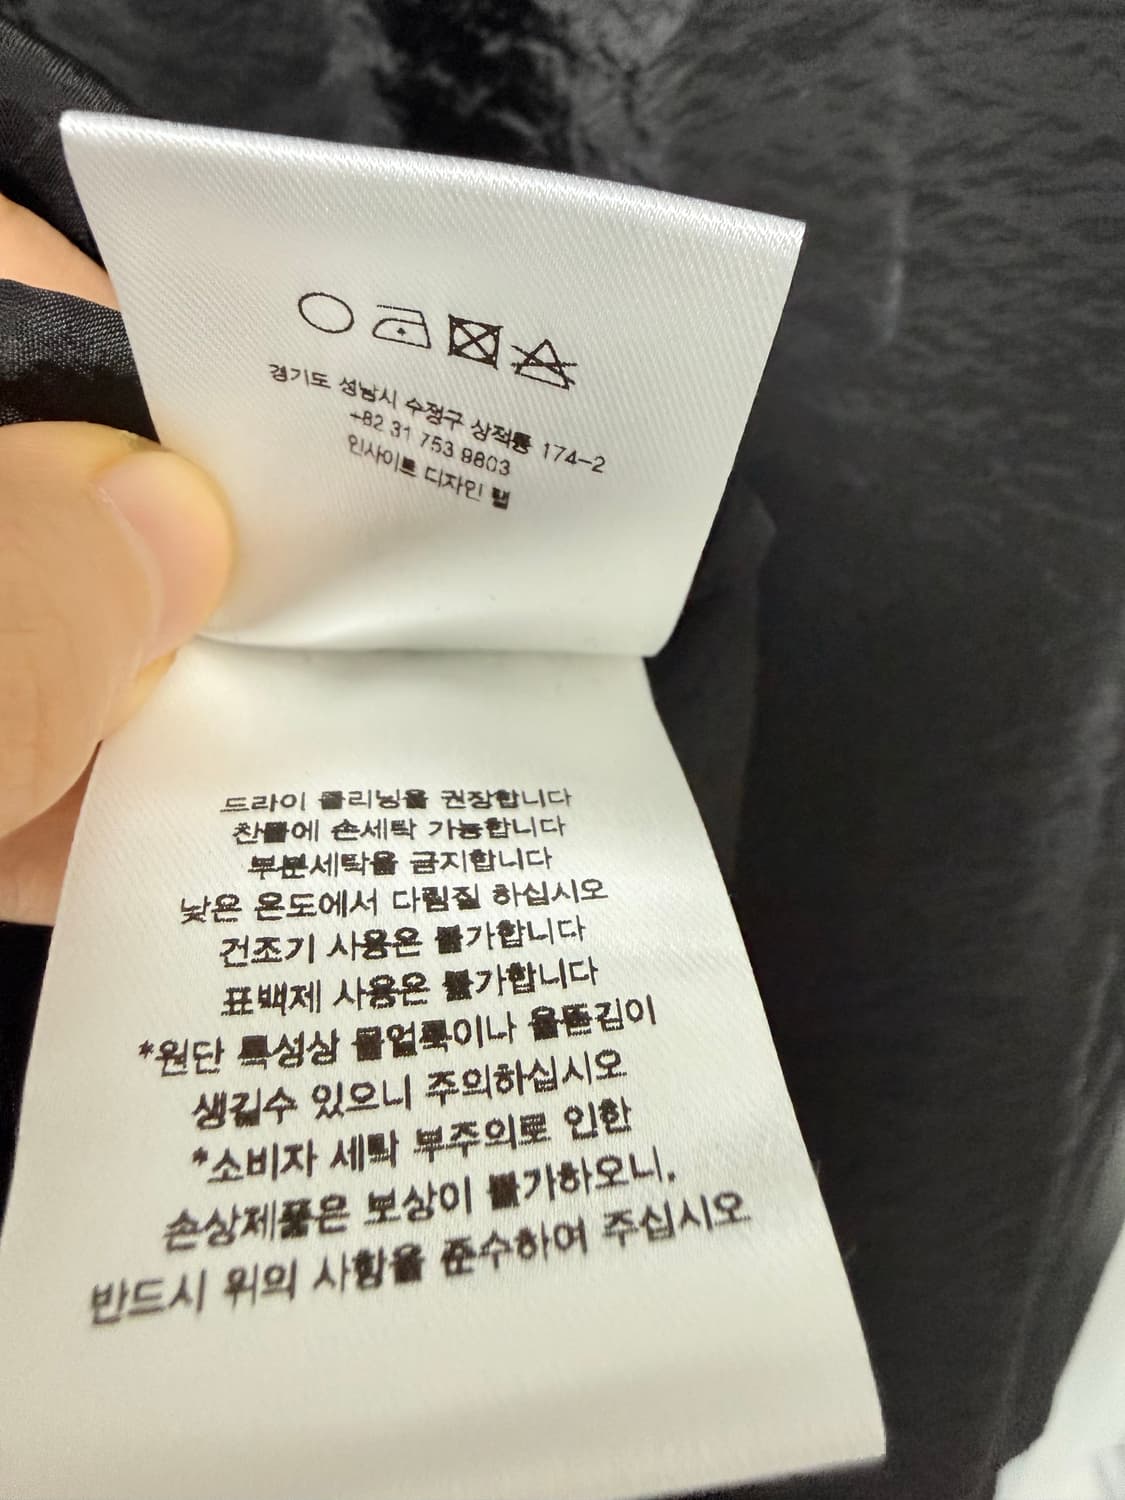 경기도 성남시 수정구 상적동 174-2
+82 31 753 8803
인사이트 디자인 랩
드라이 클리닝을 권장합니다
찬물에 손세탁 가능합니다
부분세탁을 금지합니다
낮은 온도에서 다림질 하십시오
건조기 사용은 불가합니다
표백제 사용은 불가합니다
*원단 특성상 물얼룩이나 올뜯김이
생길수 있으니 주의하십시오
*소비자 세탁 부주의로 인한
손상제품은 보상이 불가하오니,
반드시 위의 사항을 준수하여 주십시오